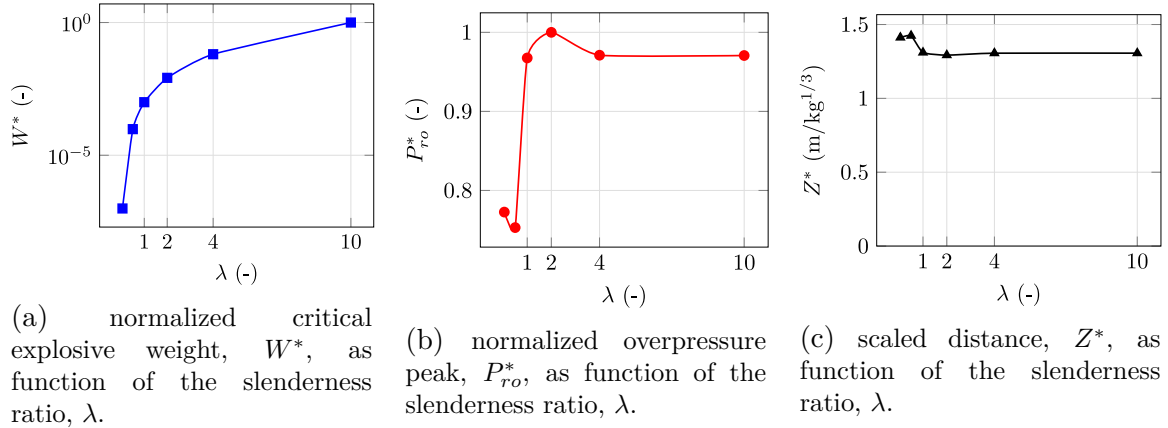 10^0
10^{-5}
W^* (-)
1 2 4 10
λ (-)
(a) normalized critical
explosive weight, W^*, as
function of the slenderness
ratio, λ.
1
0.9
0.8
P^*_{ro} (-)
1 2 4 10
λ (-)
(b) normalized overpressure
peak, P^*_{ro}, as function of the
slenderness ratio, λ.
1.5
1
0.5
0
Z^* (m/kg^{1/3})
1 2 4 10
λ (-)
(c) scaled distance, Z^*, as
function of the slenderness
ratio, λ.